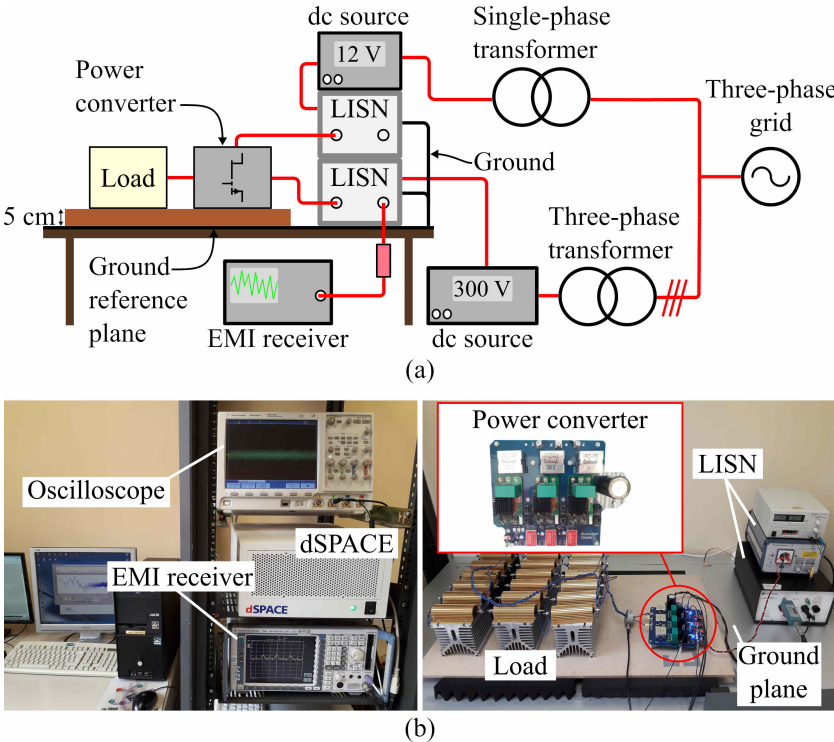 dc source
12 V
Single-phase
transformer
Three-phase
grid
Power
converter
LISN
Ground
Load
LISN
5 cm
Three-phase
transformer
Ground
reference
plane
300 V
EMI receiver
dc source
(a)
Power converter
LISN
Oscilloscope
dSPACE
EMI receiver
dSPACE
Load
Ground
plane
(b)